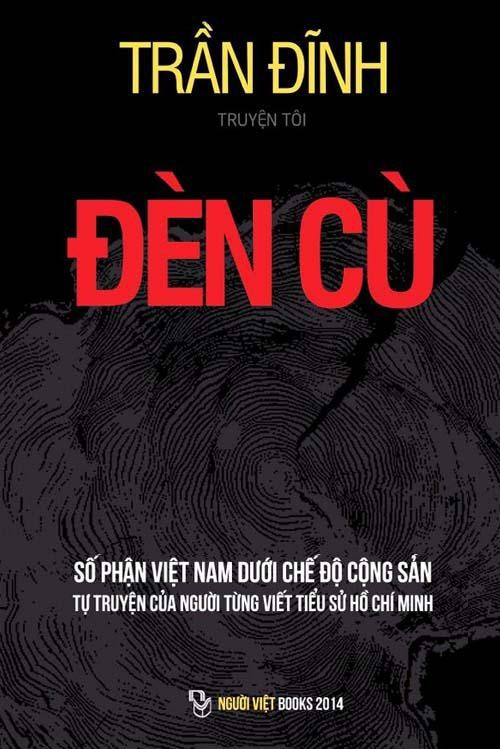 TRẦN ĐĨNH
TRUYỆN TÔI
ĐÈN CÙ
SỐ PHẬN VIỆT NAM DƯỚI CHẾ ĐỘ CỘNG SẢN
TỰ TRUYỆN CỦA NGƯỜI TỪNG VIẾT TIỂU SỬ HỒ CHÍ MINH
NGƯỜI VIỆT BOOKS 2014